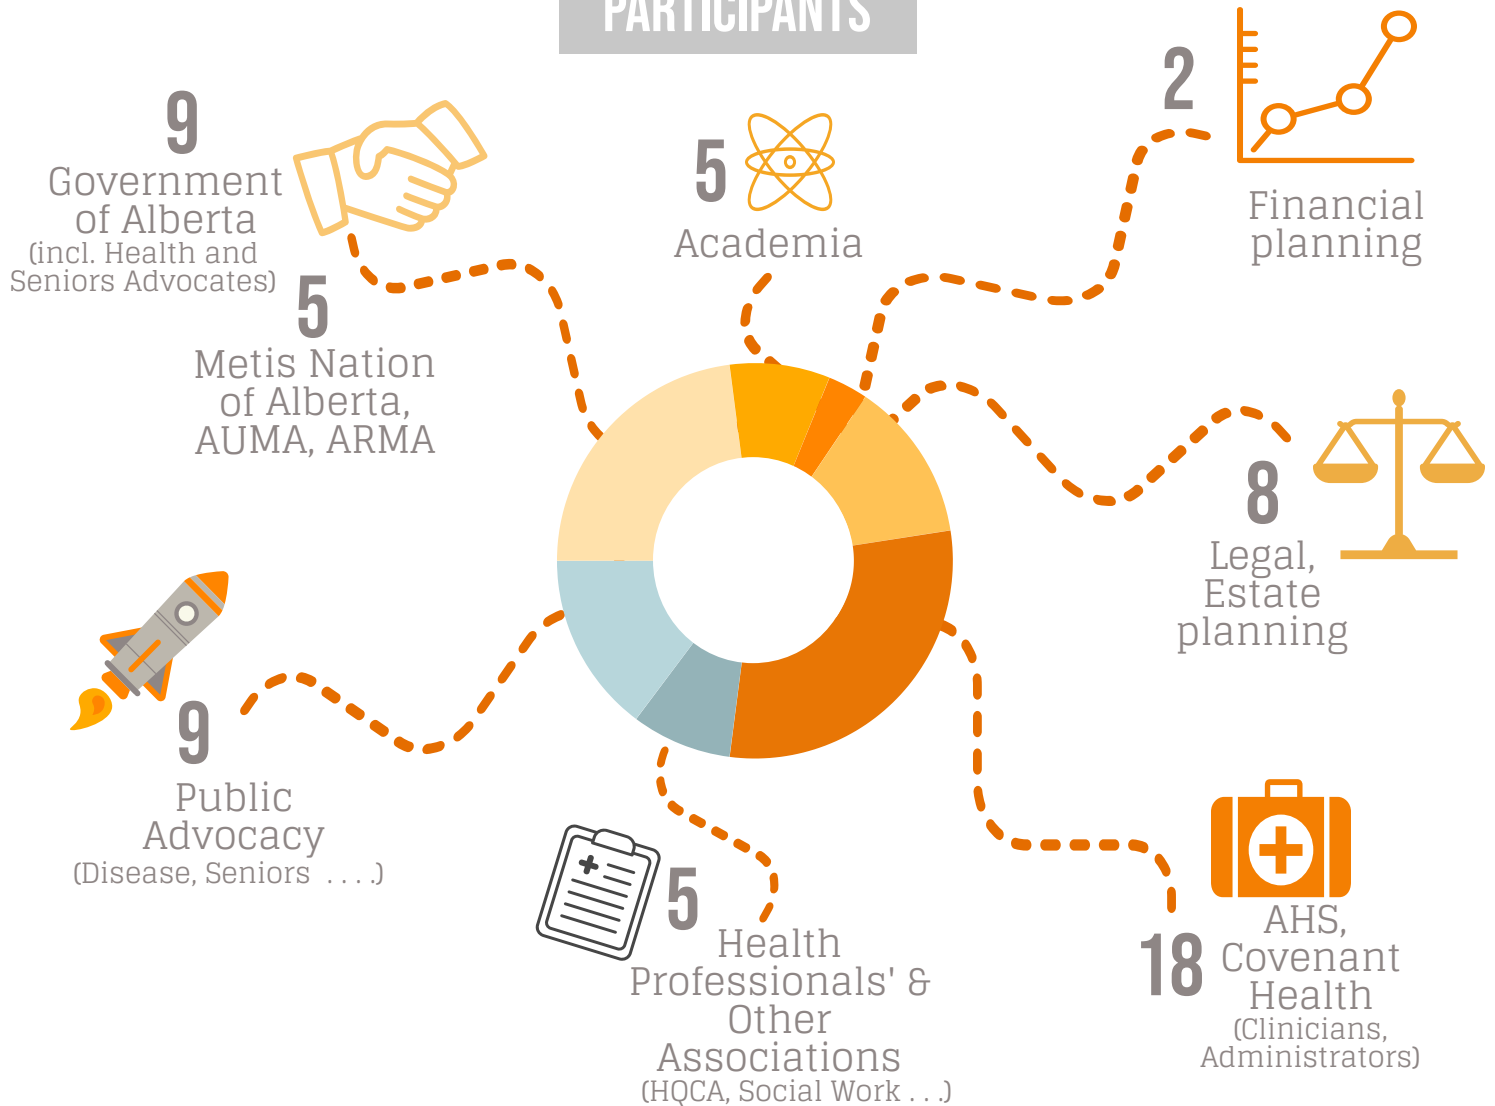 PARTICIPANTS
9
Government
of Alberta
(incl. Health and
Seniors Advocates)
5
Metis Nation
of Alberta,
AUMA, ARMA
5
Academia
2
Financial
planning
8
Legal,
Estate
planning
9
Public
Advocacy
(Disease, Seniors . . . .)
5
Health
Professionals' &
Other
Associations
(HQCA, Social Work . . .)
18
AHS,
Covenant
Health
(Clinicians,
Administrators)